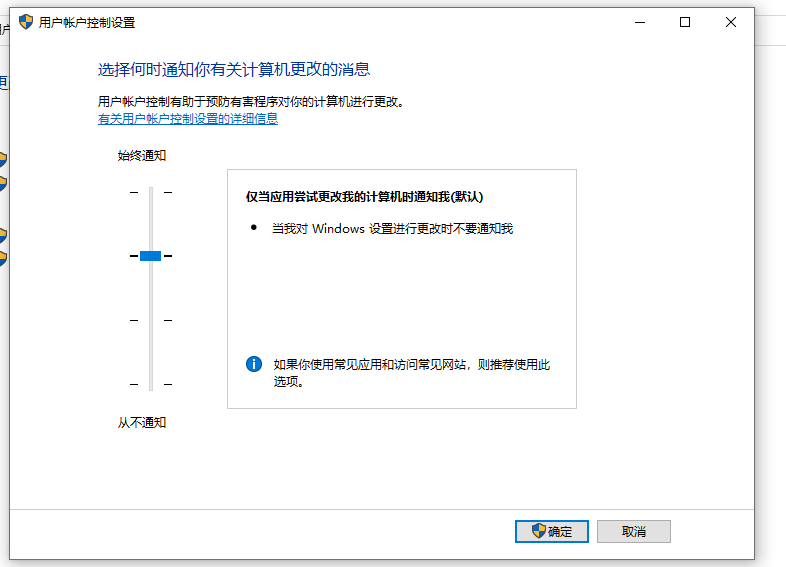 用户帐户控制设置
选择何时通知你有关计算机更改的消息
用户帐户控制有助于预防有害程序对你的计算机进行更改。
有关用户帐户控制设置的详细信息
始终通知
仅当应用尝试更改我的计算机时通知我(默认)
当我对 Windows 设置进行更改时不要通知我
如果你使用常见应用和访问常见网站，则推荐使用此
选项。
从不通知
确定
取消